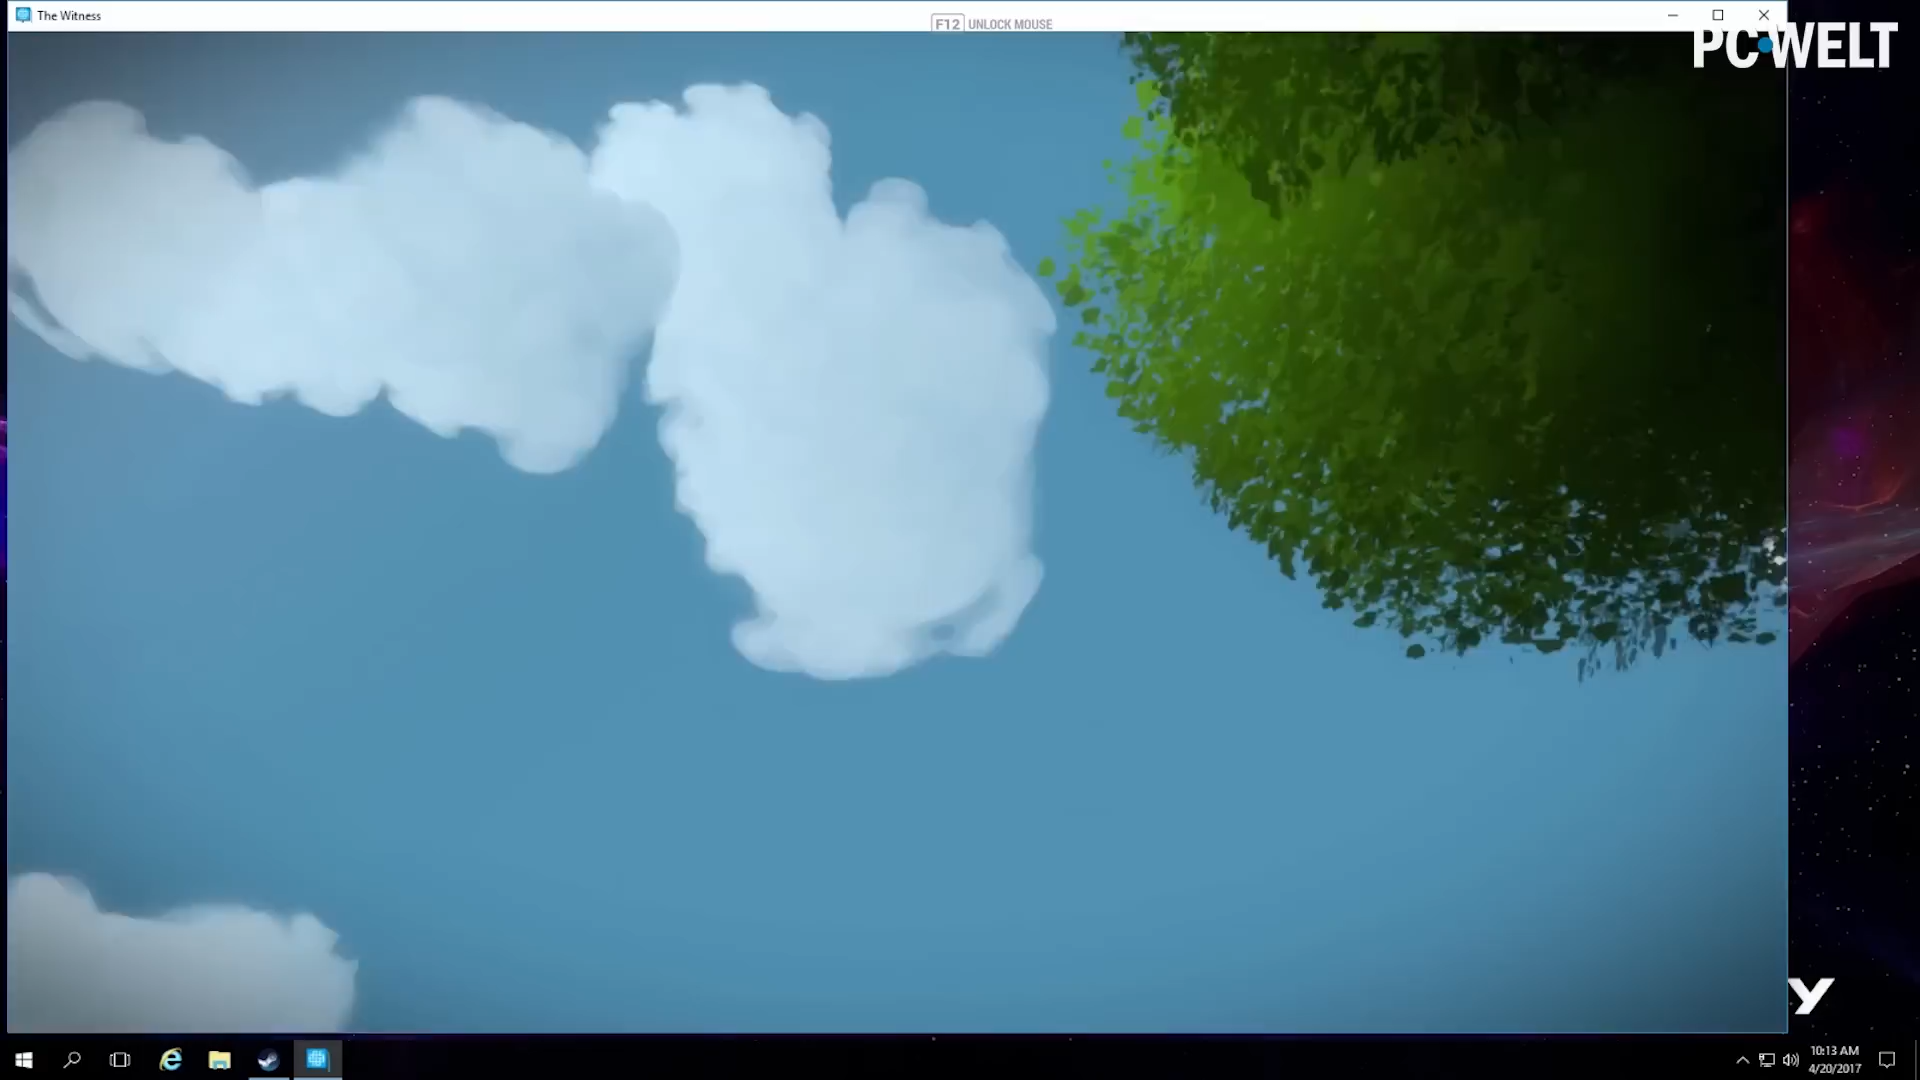 The Witness
F12 UNLOCK MOUSE
PC WELT
Y
10:13 AM
4/20/2017